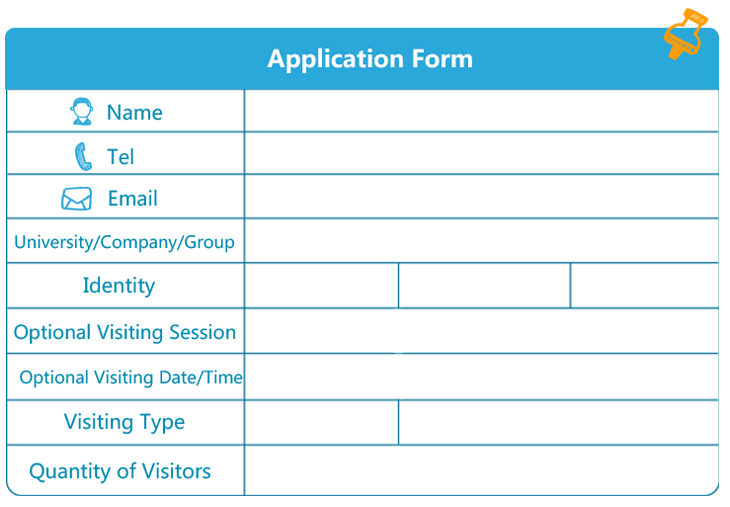 Application Form
Name
Tel
Email
University/Company/Group
Identity
Optional Visiting Session
Optional Visiting Date/Time
Visiting Type
Quantity of Visitors